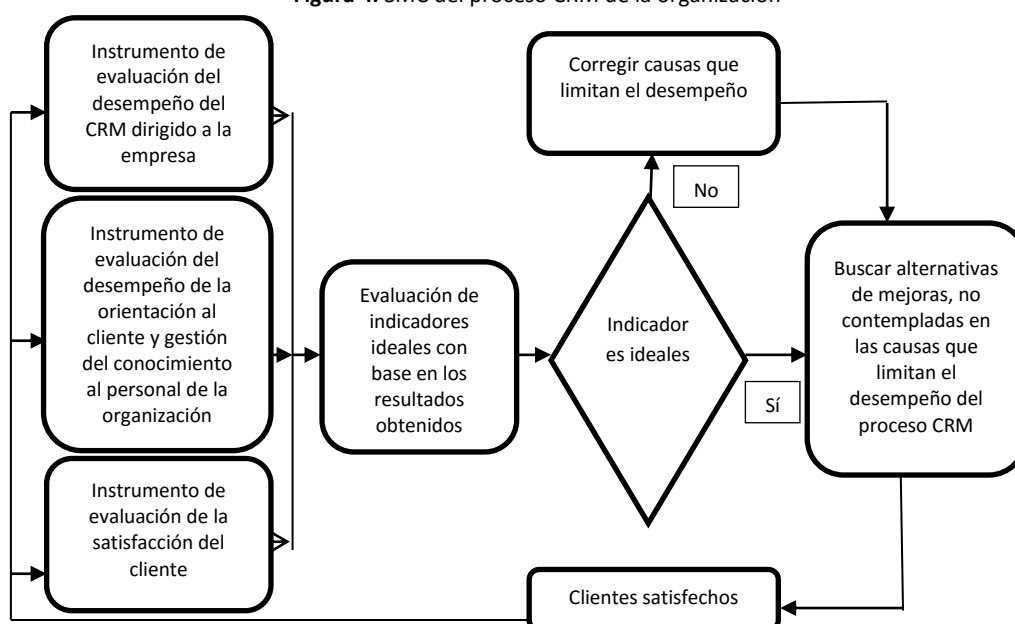 Figura 4. SMC del proceso CRM de la organización
Instrumento de
evaluación del
desempeño del
CRM dirigido a la
empresa
Instrumento de
evaluación del
desempeño de la
orientación al
cliente y gestión
del conocimiento
al personal de la
organización
Instrumento de
evaluación de la
satisfacción del
cliente
Evaluación de
indicadores
ideales con
base en los
resultados
obtenidos
Indicador
es ideales
No
Corregir causas que
limitan el desempeño
Sí
Buscar alternativas
de mejoras, no
contempladas en
las causas que
limitan el
desempeño del
proceso CRM
Clientes satisfechos